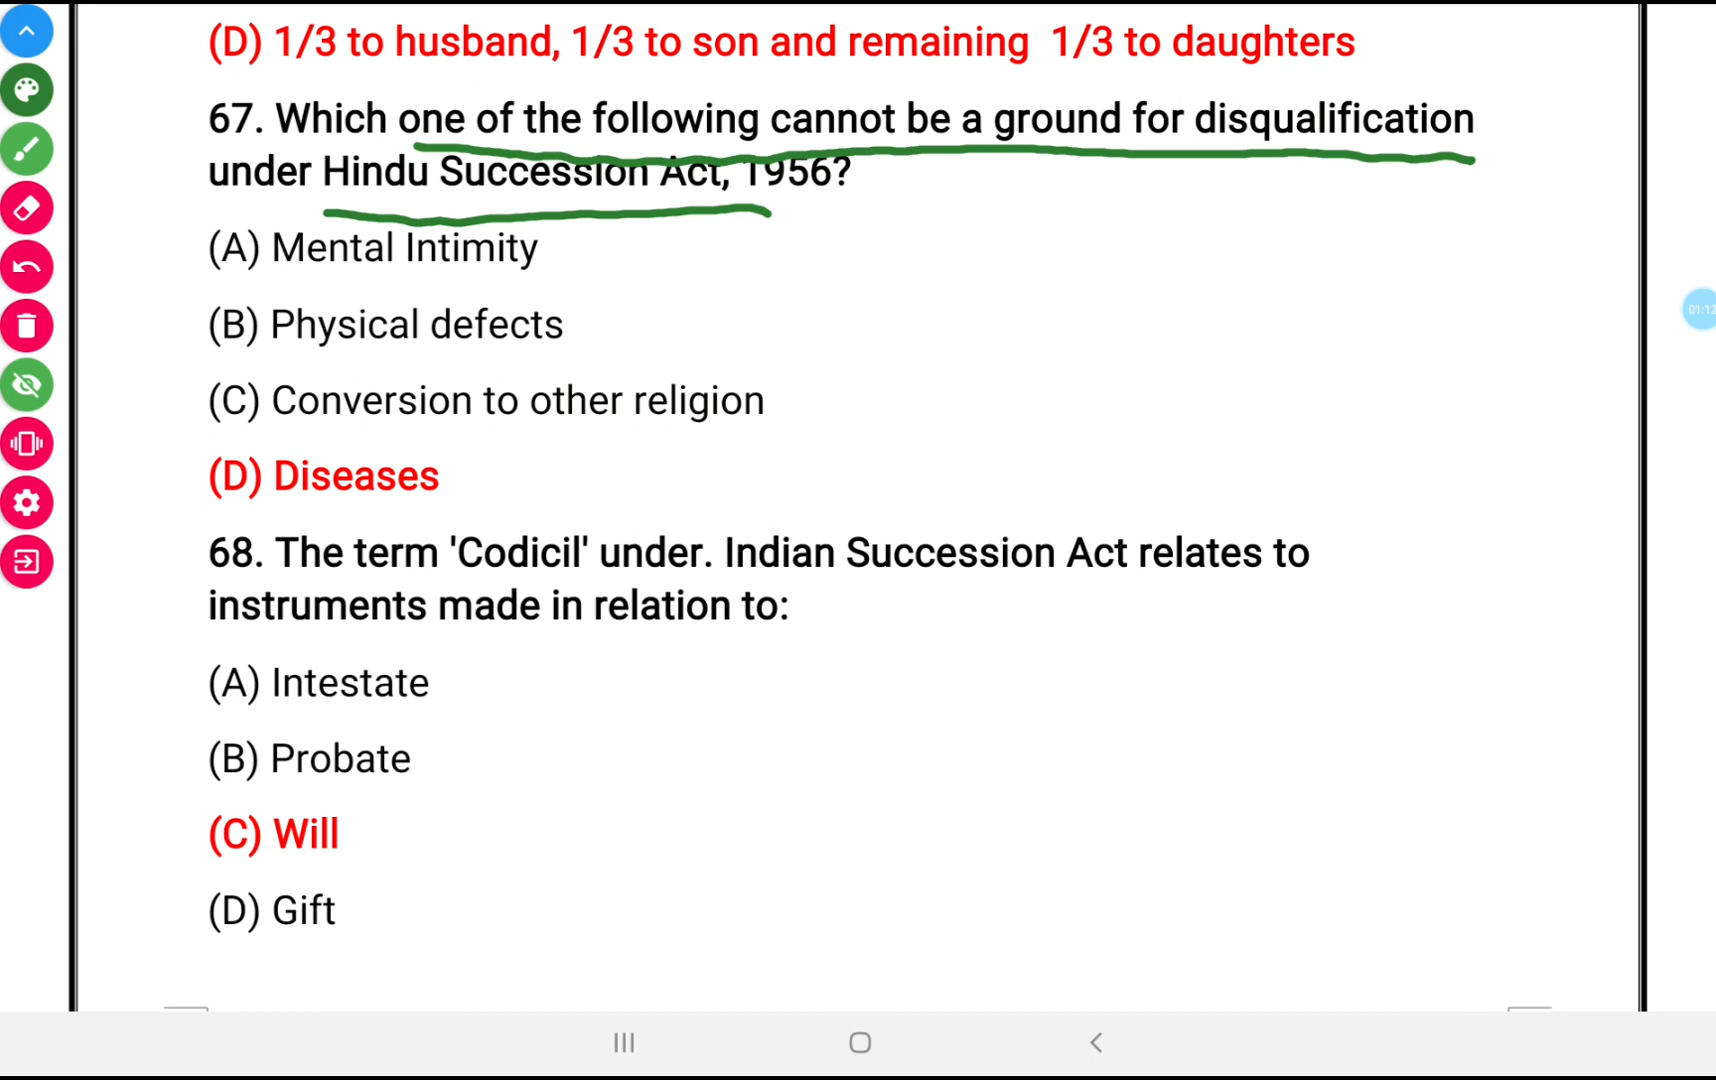 (D) 1/3 to husband, 1/3 to son and remaining 1/3 to daughters
67. Which one of the following cannot be a ground for disqualification
under Hindu Succession Act, 1956?
(A) Mental Intimity
(B) Physical defects
(C) Conversion to other religion
01:12
(D) Diseases
68. The term 'Codicil' under. Indian Succession Act relates to
instruments made in relation to:
(A) Intestate
(B) Probate
(C) Will
(D) Gift